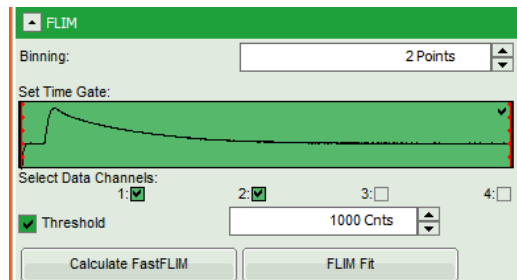 FLIM
Binning: 2 Points
Set Time Gate:
Select Data Channels:
1: 2: 3: 4:
Threshold 1000 Cnts
Calculate FastFLIM FLIM Fit